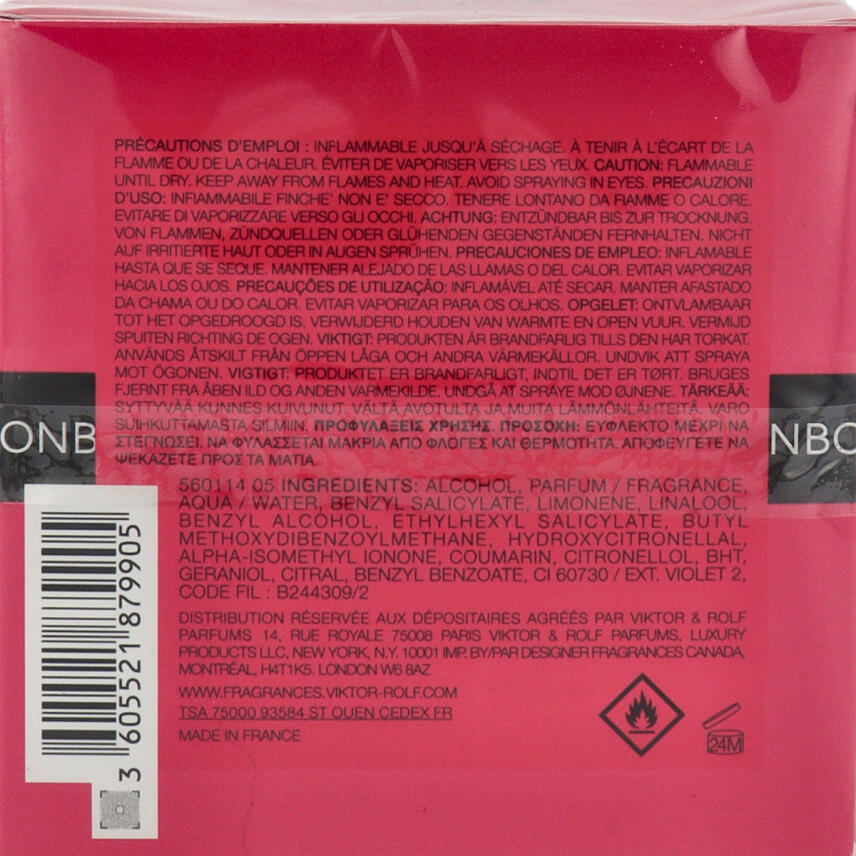 PRÉCAUTIONS D'EMPLOI : INFLAMMABLE JUSQU'À SÉCHAGE. À TENIR À L'ÉCART DE LA
FLAMME OU DE LA CHALEUR. ÉVITER DE VAPORISER VERS LES YEUX. CAUTION: FLAMMABLE
UNTIL DRY. KEEP AWAY FROM FLAMES AND HEAT. AVOID SPRAYING IN EYES. PRECAUZIONI
D'USO: INFIAMMABILE FINCHE' NON E' SECCO. TENERE LONTANO DA FIAMME O CALORE,
EVITARE DI VAPORIZZARE VERSO GLI OCCHI. ACHTUNG: ENTZÜNDBAR BIS ZUR TROCKNUNG.
VON FLAMMEN, ZÜNDQUELLEN ODER GLÜHENDEN GEGENSTÄNDEN FERNHALTEN. NICHT
AUF IRRITIERTE HAUT ODER IN AUGEN SPRÜHEN. PRECAUCIONES DE EMPLEO: INFLAMABLE
HASTA QUE SE SEQUE. MANTENER ALEJADO DE LAS LLAMAS O DEL CALOR. EVITAR VAPORIZAR
HACIA LOS OJOS. PRECAUÇÕES DE UTILIZAÇÃO: INFLAMÁVEL ATÉ SECAR. MANTER AFASTADO
DA CHAMA OU DO CALOR. EVITAR VAPORIZAR PARA OS OLHOS. OPGELET: ONTVLAMBAAR
TOT HET OPGEDROOGD IS. VERWIJDERD HOUDEN VAN WARMTE EN OPEN VUUR. VERMIJD
SPUITEN RICHTING DE OGEN. VIKTIGT: PRODUKTEN ÄR BRANDFARLIG TILLS DEN HAR TORKAT.
ANVÄNDS ÅTSKILT FRÅN ÖPPEN LÅGA OCH ANDRA VÄRMEKÄLLOR. UNDVIK ATT SPRAYA
MOT ÖGONEN. VIGTIGT: PRODUKTET ER BRANDFARLIGT, INDTIL DET ER TØRT. BRUGES
FJERNT FRA ÅBEN ILD OG ANDEN VARMEKILDE. UNDGÅ AT SPRAYE MOD ØJNENE. TÄRKEÄÄ:
SYTTYVÄÄ KUNNES KUIVUNUT. VÄLTÄ AVOTULTA JA MUITA LÄMMÖNLÄHTEITÄ. VARO
SUIHKUTTAMASTA SILMIIN. ΠΡΟΦΥΛΑΞΕΙΣ ΧΡΗΣΗΣ. ΠΡΟΣΟΧΗ: ΕΥΦΛΕΚΤΟ ΜΕΧΡΙ ΝΑ
ΣΤΕΓΝΩΣΕΙ. ΝΑ ΦΥΛΑΣΣΕΤΑΙ ΜΑΚΡΙΑ ΑΠΟ ΦΛΟΓΕΣ ΚΑΙ ΘΕΡΜΟΤΗΤΑ. ΑΠΟΦΕΥΓΕΤΕ ΝΑ
ΨΕΚΑΖΕΤΕ ΠΡΟΣ ΤΑ ΜΑΤΙΑ.
ONB
NBO
560114 05 INGREDIENTS: ALCOHOL, PARFUM / FRAGRANCE,
AQUA / WATER, BENZYL SALICYLATE, LIMONENE, LINALOOL,
BENZYL ALCOHOL, ETHYLHEXYL SALICYLATE, BUTYL
METHOXYDIBENZOYLMETHANE, HYDROXYCITRONELLAL,
ALPHA-ISOMETHYL IONONE, COUMARIN, CITRONELLOL, BHT,
GERANIOL, CITRAL, BENZYL BENZOATE, CI 60730 / EXT. VIOLET 2,
CODE FIL : B244309/2
DISTRIBUTION RÉSERVÉE AUX DÉPOSITAIRES AGRÉÉS PAR VIKTOR & ROLF
PARFUMS 14, RUE ROYALE 75008 PARIS VIKTOR & ROLF PARFUMS, LUXURY
PRODUCTS LLC, NEW YORK, N.Y. 10001 IMP. BY/PAR DESIGNER FRAGRANCES CANADA,
MONTRÉAL, H4T1K5. LONDON W6 8AZ
WWW.FRAGRANCES.VIKTOR-ROLF.COM
TSA 75000 93584 ST OUEN CEDEX FR
MADE IN FRANCE
24M
3 605521 879905